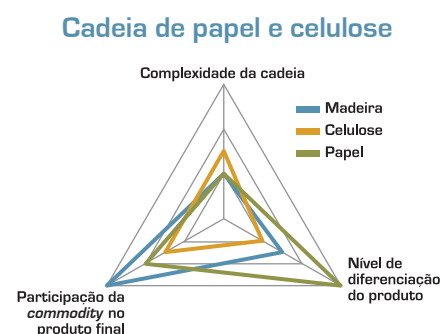 Cadeia de papel e celulose
Complexidade da cadeia
Madeira
Celulose
Papel
Nível de
diferenciação
do produto
Participação da
commodity no
produto final